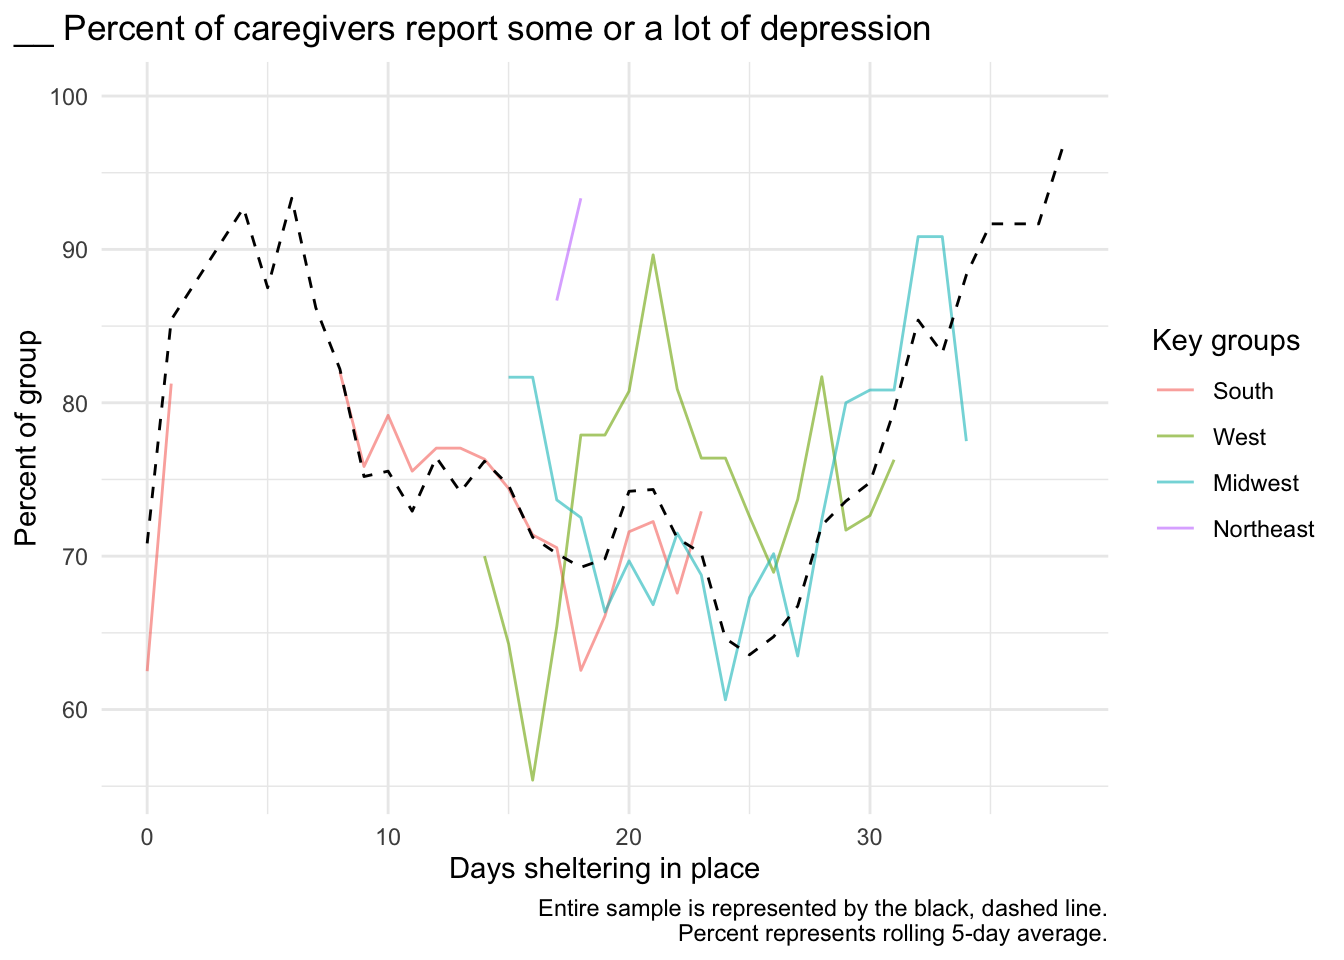 __ Percent of caregivers report some or a lot of depression
Percent of group
100
90
80
70
60
0 10 20 30
Days sheltering in place
Key groups
South
West
Midwest
Northeast
Entire sample is represented by the black, dashed line.
Percent represents rolling 5-day average.